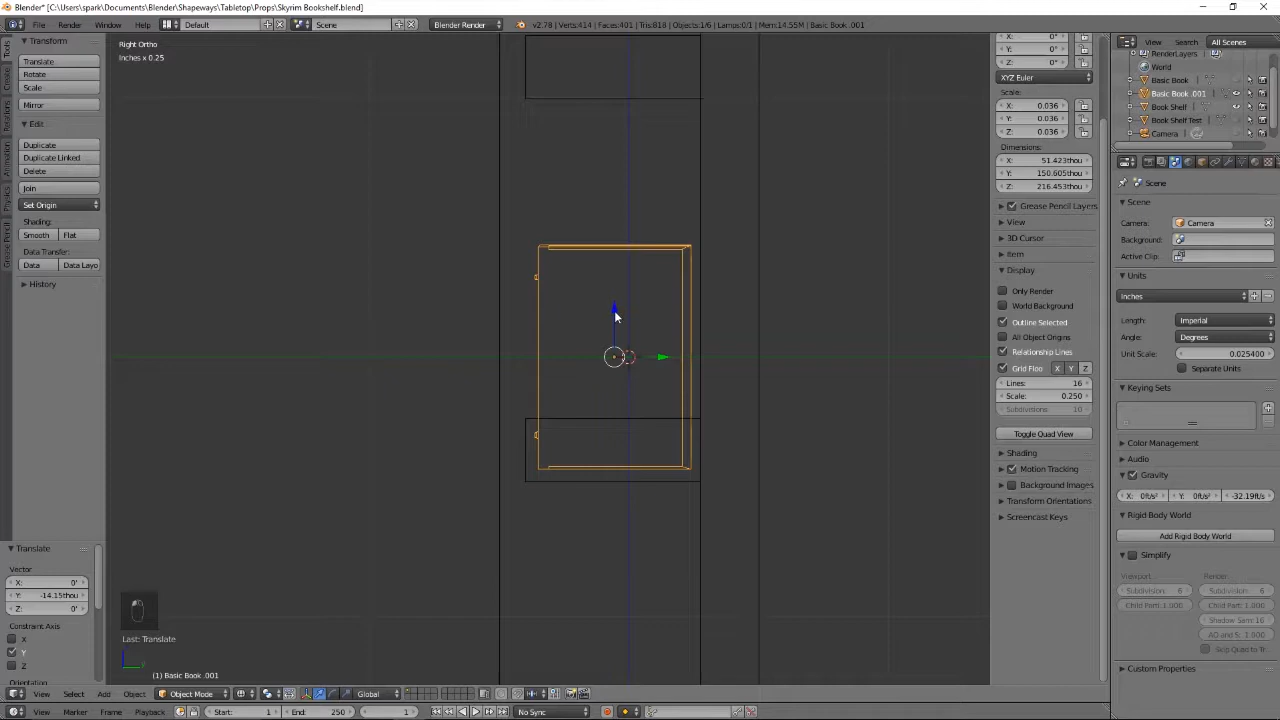 Blender* [C:\Users\spark\Documents\Blender\Shapeways\Tabletop\Props\Skyrim Bookshelf.blend]
File Render Window Help Default Scene Blender Render v2.78 | Verts:414 | Faces:401 | Tris:818 | Objects:1/6 | Lamps:0/1 | Mem:14.55M | Basic Book .001
Transform
Translate
Rotate
Scale
Mirror
Edit
Duplicate
Duplicate Linked
Delete
Join
Set Origin
Shading:
Smooth Flat
Data Transfer:
Data Data Layo
History
Tools
Create
Relations
Animation
Physics
Grease Pencil
Translate
Vector
X: 0'
Y: -14.15thou
Z: 0'
Constraint Axis
X
Y
Z
Orientation
Right Ortho
Inches x 0.25
Last: Translate
(1) Basic Book .001
X: 0°
Y: 0°
Z: 0°
XYZ Euler
Scale:
X: 0.036
Y: 0.036
Z: 0.036
Dimensions:
X: 51.423thou
Y: 150.605thou
Z: 216.453thou
Grease Pencil Layers
View
3D Cursor
Item
Display
Only Render
World Background
Outline Selected
All Object Origins
Relationship Lines
Grid Floo X Y Z
Lines: 16
Scale: 0.250
Subdivisions: 10
Toggle Quad View
Shading
Motion Tracking
Background Images
Transform Orientations
Screencast Keys
View Search All Scenes
RenderLayers
World
Basic Book
Basic Book .001
Book Shelf
Book Shelf Test
Camera
Scene
Scene
Camera: Camera
Background:
Active Clip:
Units
Inches
Length: Imperial
Angle: Degrees
Unit Scale: 0.025400
Separate Units
Keying Sets
Color Management
Audio
Gravity
X: 0ft/s² Y: 0ft/s² -32.19ft/s
Rigid Body World
Add Rigid Body World
Simplify
Viewport: Render:
Subdivision: 6 Subdivision: 6
Child Parti:1.000 Child Parti: 1.000
Shadow Sam: 16
AO and S: 1.000
Skip Quad to Tr
Custom Properties
View Select Add Object Object Mode Global
View Marker Frame Playback Start: 1 End: 250 1 No Sync